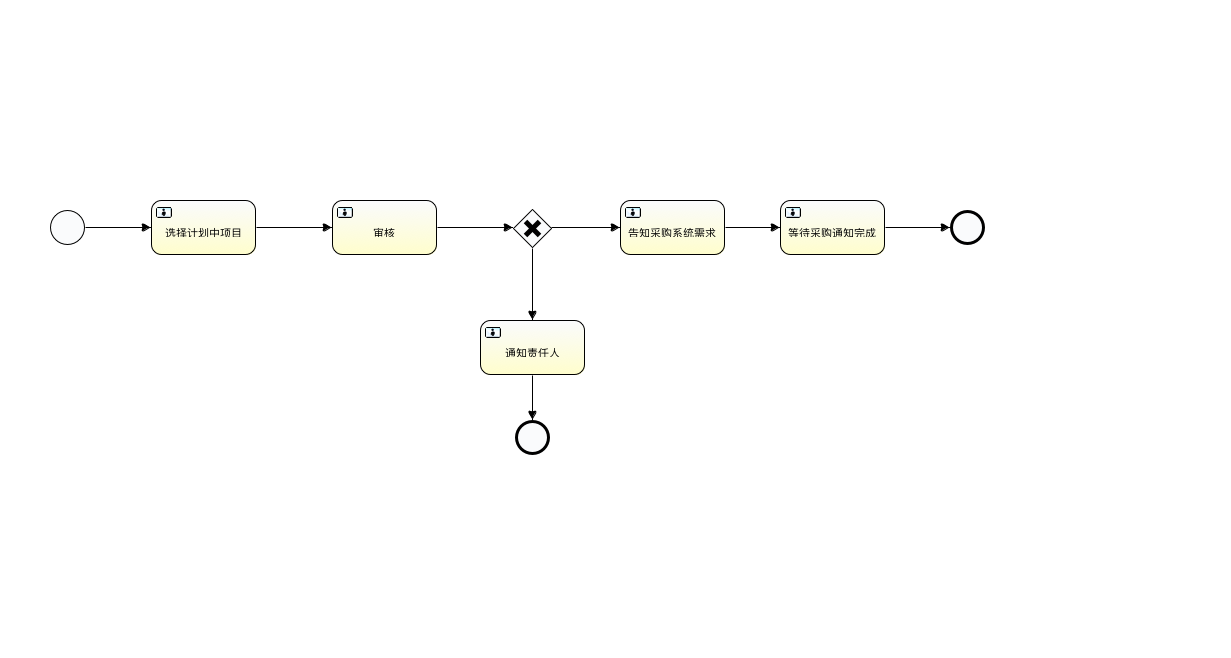 选择计划中项目
审核
告知采购系统需求
等待采购通知完成
通知责任人